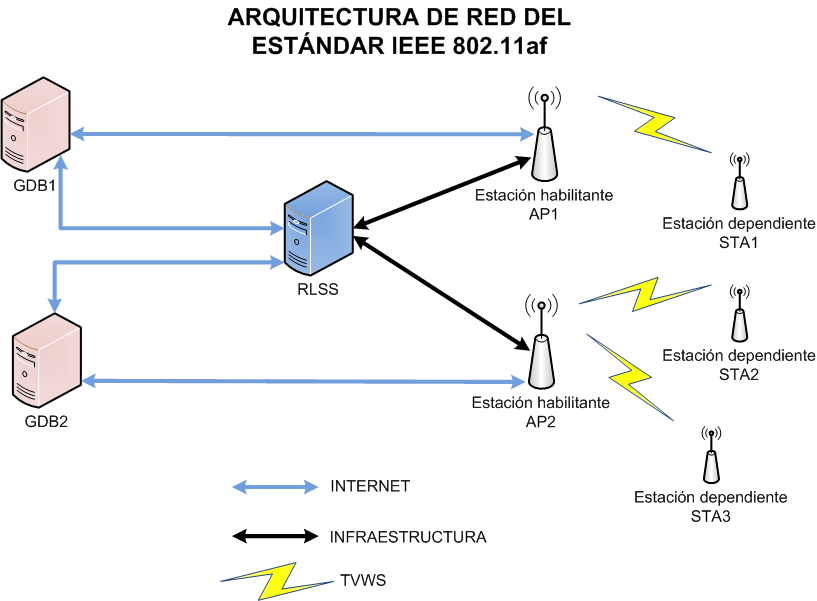 ARQUITECTURA DE RED DEL
ESTÁNDAR IEEE 802.11af
GDB1
Estación habilitante
AP1
Estación dependiente
STA1
RLSS
GDB2
Estación habilitante
AP2
Estación dependiente
STA2
Estación dependiente
STA3
INTERNET
INFRAESTRUCTURA
TVWS